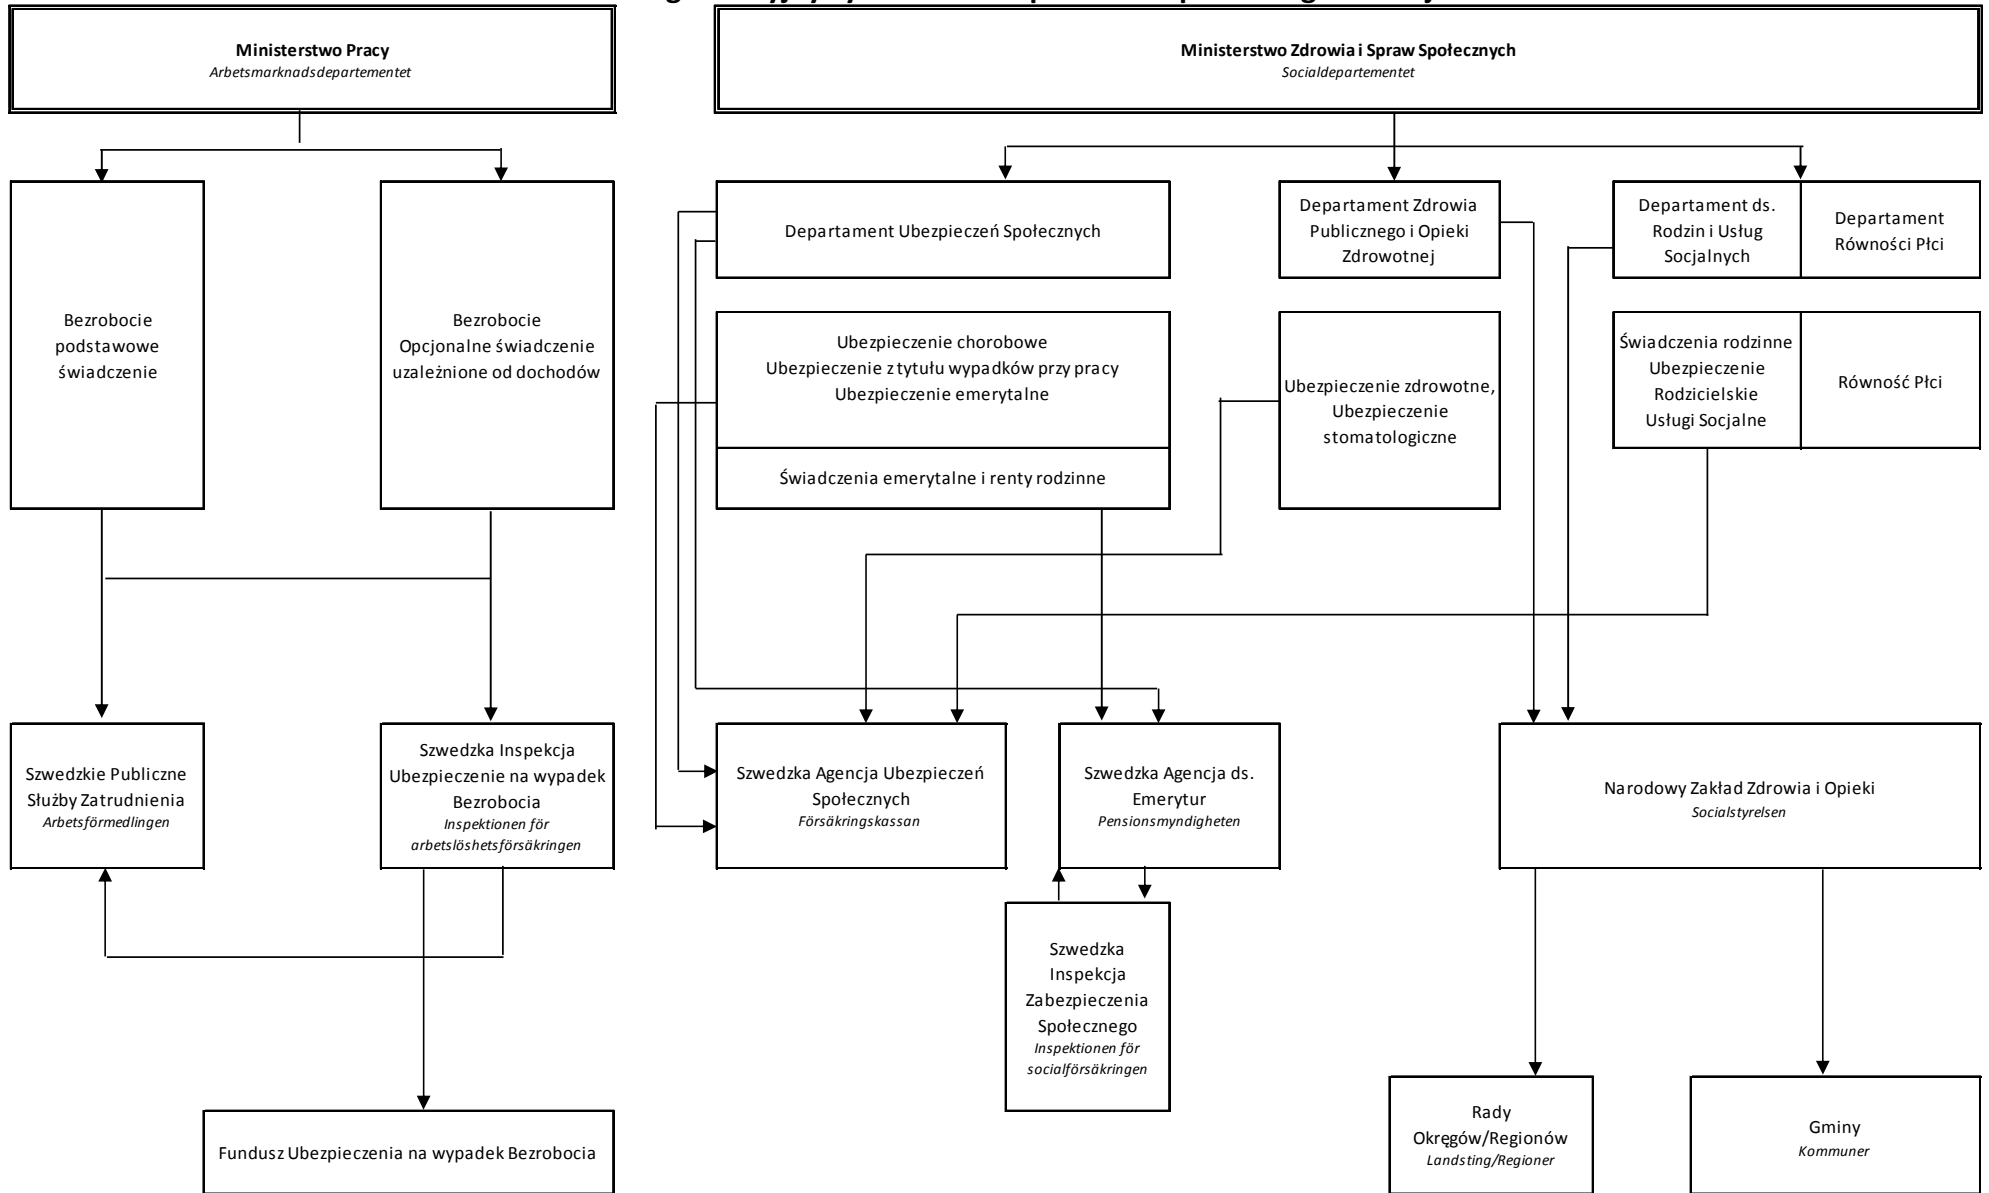 Ministerstwo Pracy
Arbetsmarknadsdepartementet
Ministerstwo Zdrowia i Spraw Społecznych
Socialdepartementet
Departament Ubezpieczeń Społecznych
Departament Zdrowia
Publicznego i Opieki
Zdrowotnej
Departament ds.
Rodzin i Usług
Socjalnych
Departament
Równości Płci
Bezrobocie
podstawowe
świadczenie
Bezrobocie
Opcjonalne świadczenie
uzależnione od dochodów
Ubezpieczenie chorobowe
Ubezpieczenie z tytułu wypadków przy pracy
Ubezpieczenie emerytalne
Świadczenia emerytalne i renty rodzinne
Ubezpieczenie zdrowotne,
Ubezpieczenie
stomatologiczne
Świadczenia rodzinne
Ubezpieczenie
Rodzicielskie
Usługi Socjalne
Równość Płci
Szwedzkie Publiczne
Służby Zatrudnienia
Arbetsförmedlingen
Szwedzka Inspekcja
Ubezpieczenie na wypadek
Bezrobocia
Inspektionen för
arbetslöshetsförsäkringen
Szwedzka Agencja Ubezpieczeń
Społecznych
Försäkringskassan
Szwedzka Agencja ds.
Emerytur
Pensionsmyndigheten
Narodowy Zakład Zdrowia i Opieki
Socialstyrelsen
Szwedzka
Inspekcja
Zabezpieczenia
Społecznego
Inspektionen för
socialförsäkringen
Fundusz Ubezpieczenia na wypadek Bezrobocia
Rady
Okręgów/Regionów
Landsting/Regioner
Gminy
Kommuner